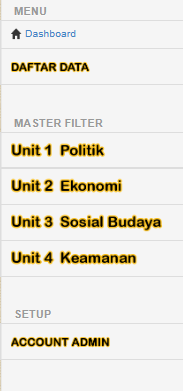 MENU
Dashboard
DAFTAR DATA
MASTER FILTER
Unit 1 Politik
Unit 2 Ekonomi
Unit 3 Sosial Budaya
Unit 4 Keamanan
SETUP
ACCOUNT ADMIN